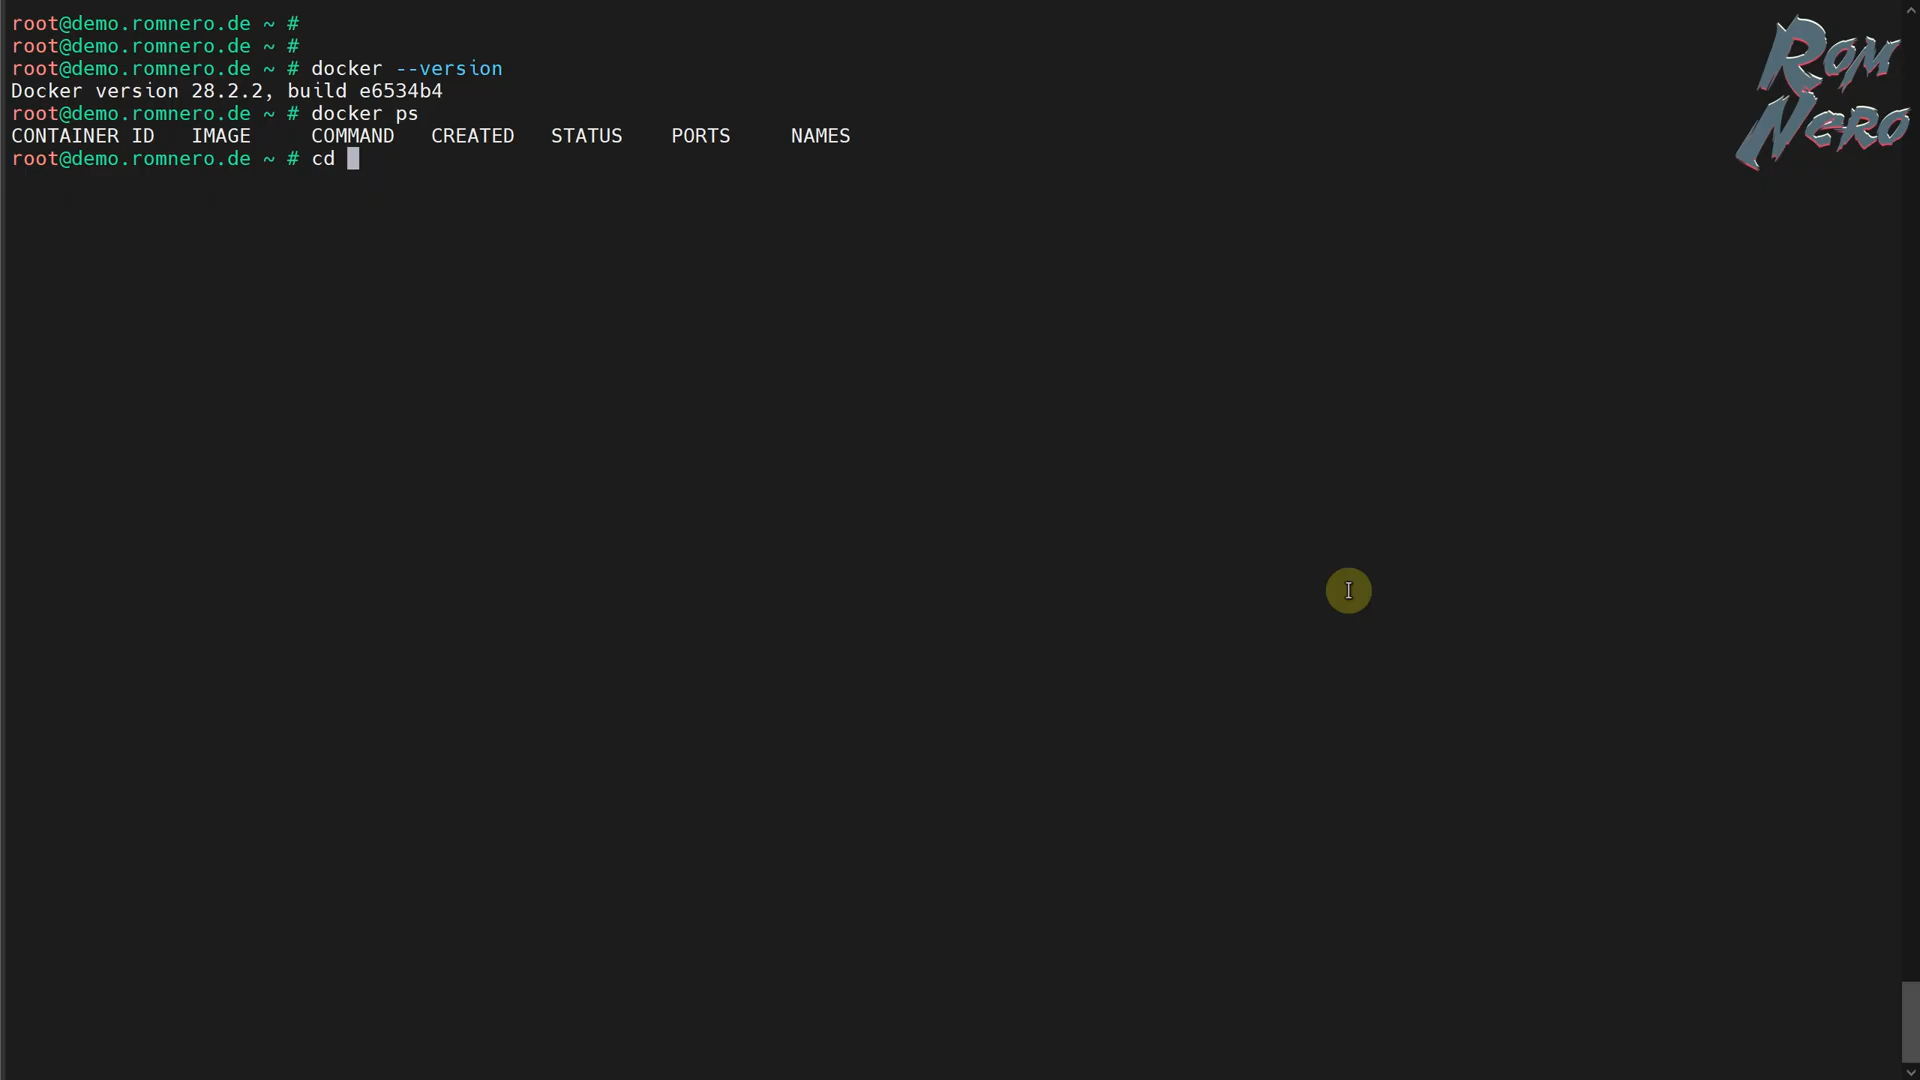 root@demo.romnero.de ~ #
root@demo.romnero.de ~ #
root@demo.romnero.de ~ # docker --version
Docker version 28.2.2, build e6534b4
root@demo.romnero.de ~ # docker ps
CONTAINER ID   IMAGE     COMMAND   CREATED   STATUS    PORTS     NAMES
root@demo.romnero.de ~ # cd
Rom
Nero